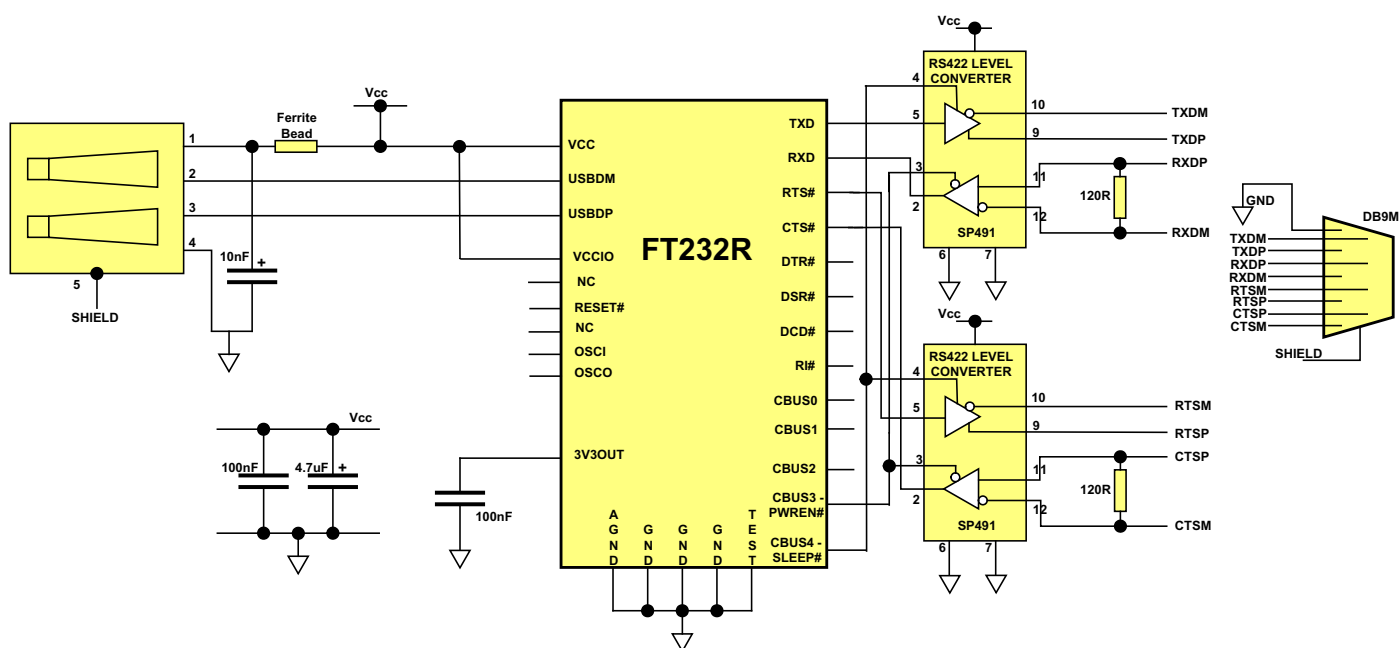 1
2
3
4
5
SHIELD
Ferrite
Bead
Vcc
10nF
+
Vcc
100nF
4.7uF
+
100nF
FT232R
VCC
USBDM
USBDP
VCCIO
NC
RESET#
NC
OSCI
OSCO
3V3OUT
AGND
GND
GND
GND
TEST
TXD
RXD
RTS#
CTS#
DTR#
DSR#
DCD#
RI#
CBUS0
CBUS1
CBUS2
CBUS3 -
PWREN#
CBUS4 -
SLEEP#
Vcc
RS422 LEVEL
CONVERTER
4
5
3
2
10
9
11
12
SP491
6
7
120R
TXDM
TXDP
RXDP
RXDM
Vcc
RS422 LEVEL
CONVERTER
4
5
3
2
10
9
11
12
SP491
6
7
120R
RTSM
RTSP
CTSP
CTSM
GND
DB9M
TXDM
TXDP
RXDP
RXDM
RTSM
RTSP
CTSP
CTSM
SHIELD